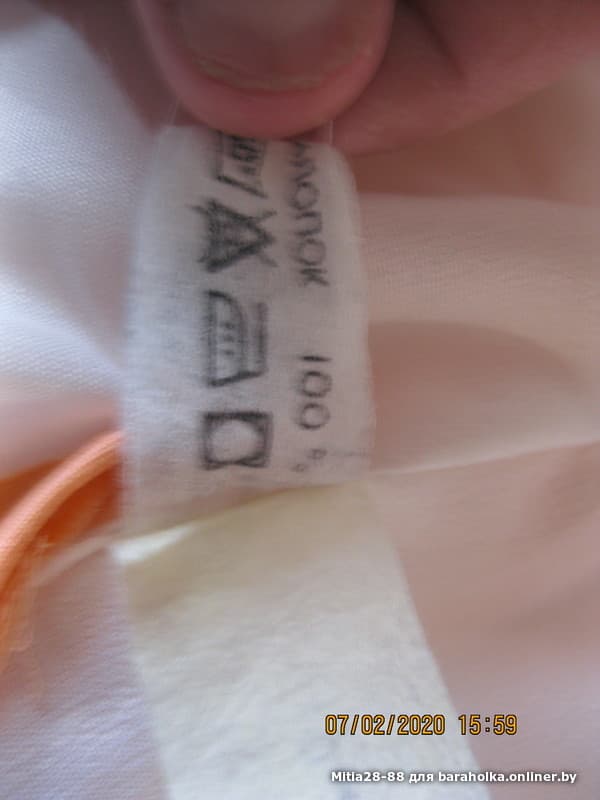 хлопок 100 %
07/02/2020 15:59
Mitia28-88 для baraholka.onliner.by